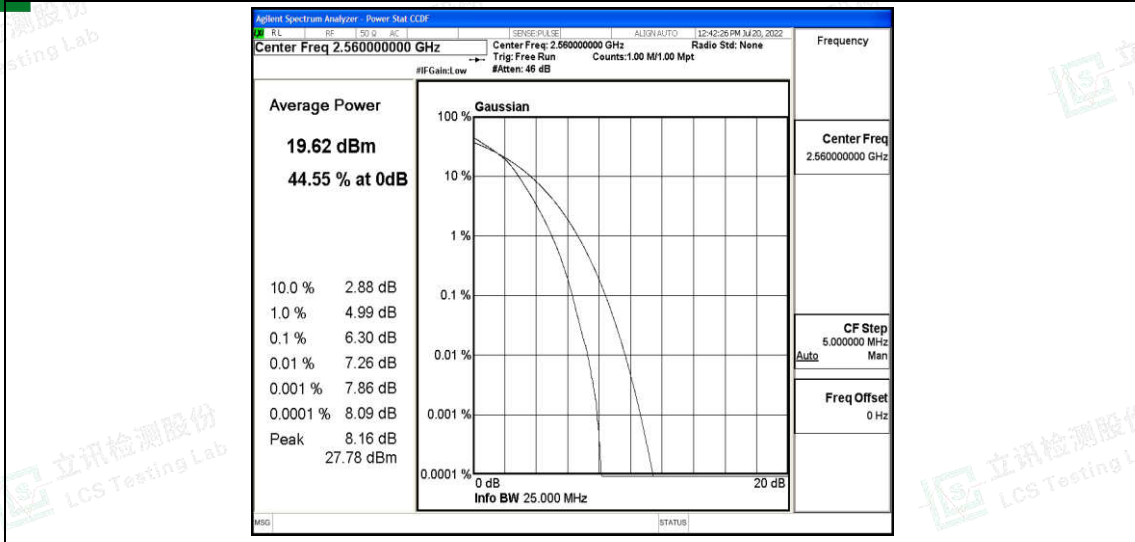 Agilent Spectrum Analyzer - Power Stat CCDF
RL RF 50 Ω AC SENSE:PULSE ALIGNAUTO 12:42:26 PM Jul 20, 2022
Center Freq 2.560000000 GHz
Center Freq: 2.560000000 GHz Radio Std: None
Trig: Free Run Counts:1.00 M/1.00 Mpt
#IFGain:Low #Atten: 46 dB
Frequency
Average Power
19.62 dBm
44.55 % at 0dB
10.0 % 2.88 dB
1.0 % 4.99 dB
0.1 % 6.30 dB
0.01 % 7.26 dB
0.001 % 7.86 dB
0.0001 % 8.09 dB
Peak 8.16 dB
27.78 dBm
Gaussian
100 %
10 %
1 %
0.1 %
0.01 %
0.001 %
0.0001 %
0 dB 20 dB
Info BW 25.000 MHz
Center Freq
2.560000000 GHz
CF Step
5.000000 MHz
Auto Man
Freq Offset
0 Hz
MSG STATUS
立讯检测股份
LCS Testing Lab
立讯检测股份
LCS Testing L